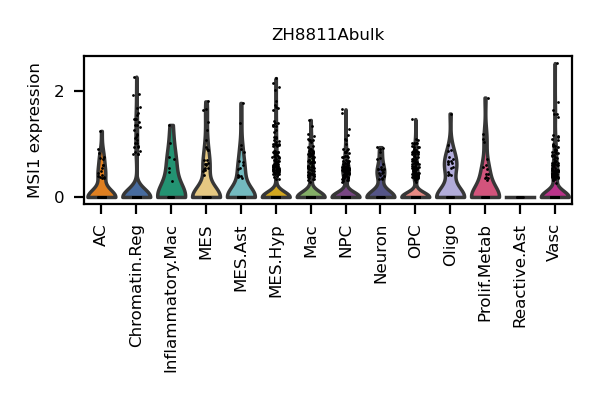 ZH8811Abulk
MSI1 expression
2
0
AC
Chromatin.Reg
Inflammatory.Mac
MES
MES.Ast
MES.Hyp
Mac
NPC
Neuron
OPC
Oligo
Prolif.Metab
Reactive.Ast
Vasc